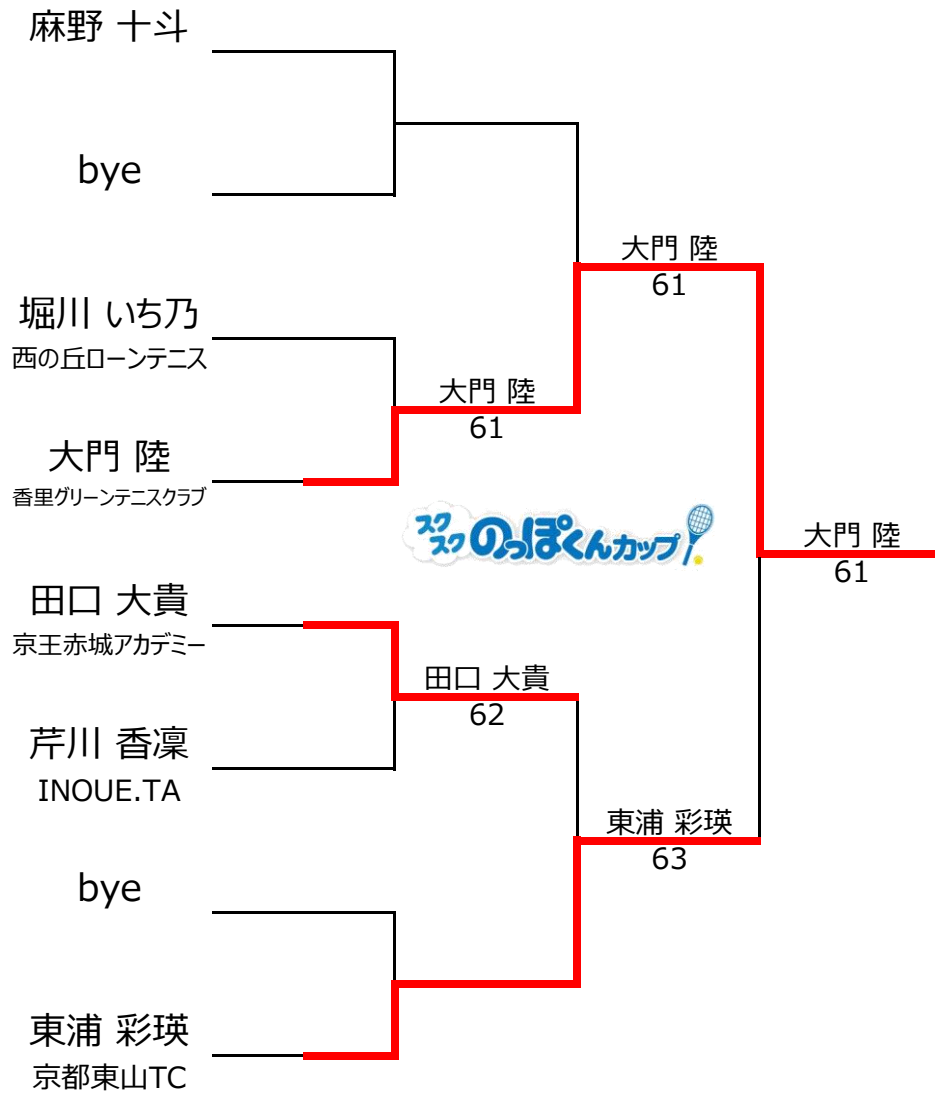 麻野 十斗
bye
大門 陸
61
堀川 いち乃
西の丘ローンテニス
大門 陸
61
大門 陸
香里グリーンテニスクラブ
スクスク のっぽくんカップ
大門 陸
61
田口 大貴
京王赤城アカデミー
田口 大貴
62
芹川 香凜
INOUE.TA
東浦 彩瑛
63
bye
東浦 彩瑛
京都東山TC